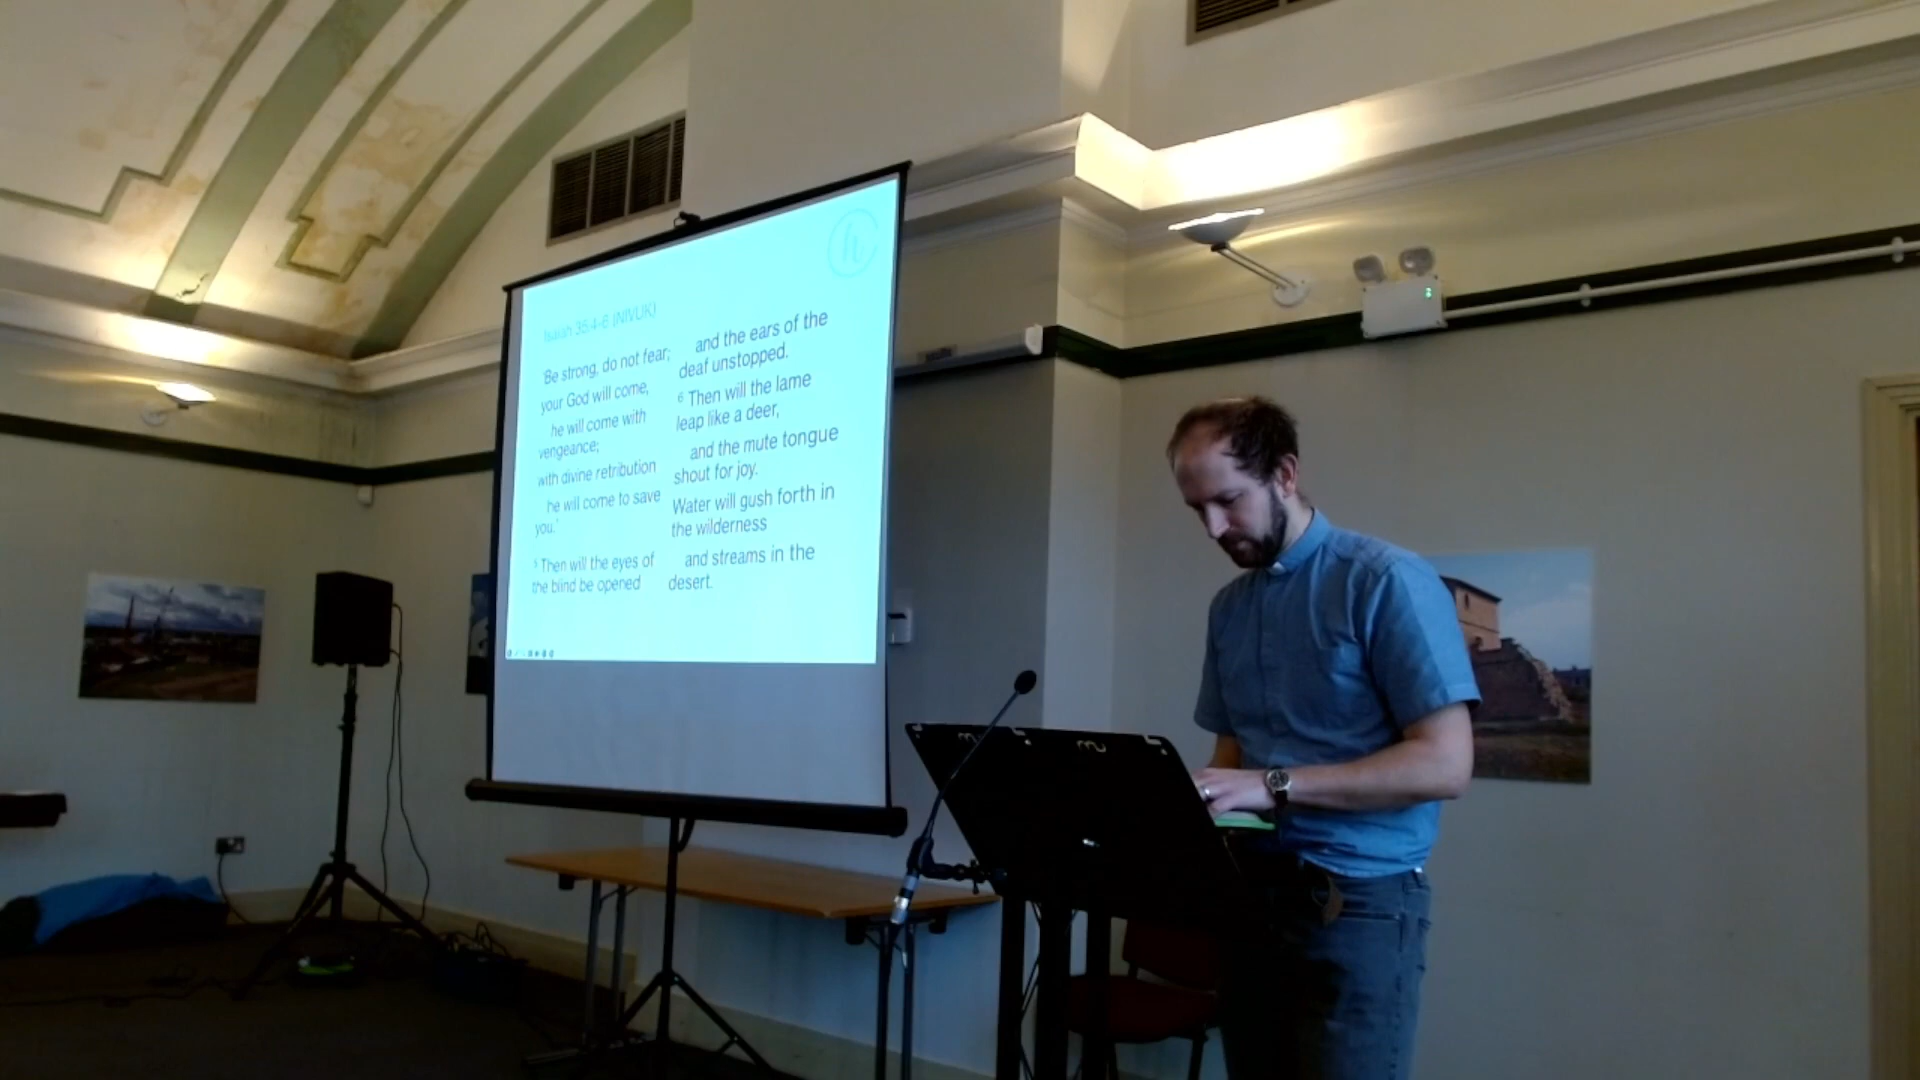 Isaiah 35:4-6 (NIVUK)
'Be strong, do not fear;
your God will come,
he will come with
vengeance;
with divine retribution
he will come to save
you.'
5 Then will the eyes of
the blind be opened
and the ears of the
deaf unstopped.
6 Then will the lame
leap like a deer,
and the mute tongue
shout for joy.
Water will gush forth in
the wilderness
and streams in the
desert.
h